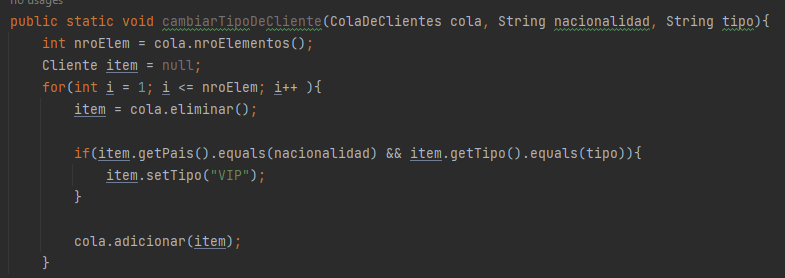 no usages
public static void cambiarTipoDeCliente(ColaDeClientes cola, String nacionalidad, String tipo){
int nroElem = cola.nroElementos();
Cliente item = null;
for(int i = 1; i <= nroElem; i++ ){
item = cola.eliminar();
if(item.getPais().equals(nacionalidad) && item.getTipo().equals(tipo)){
item.setTipo("VIP");
}
cola.adicionar(item);
}